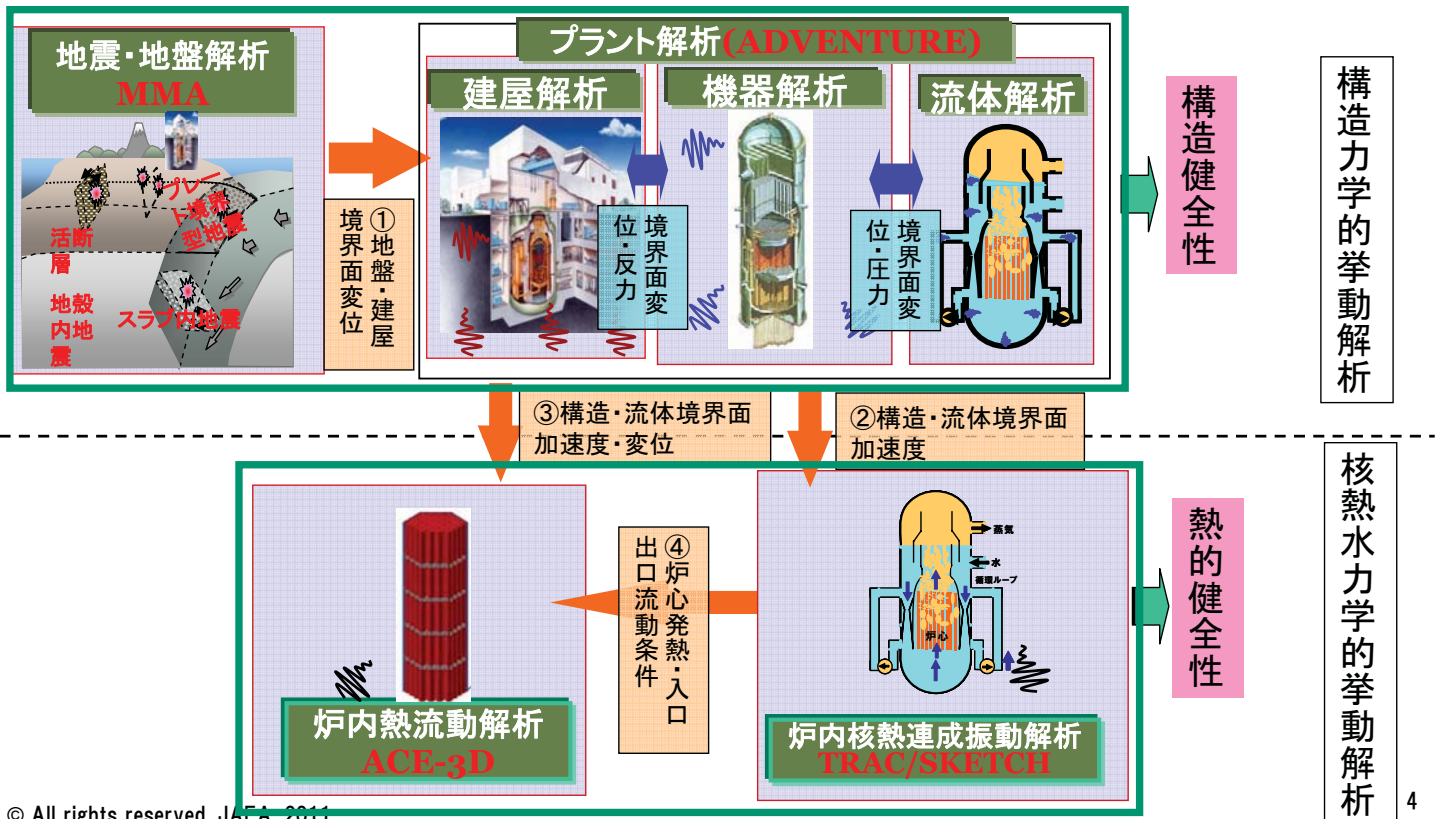 地震・地盤解析
MMA
プレー
ト境界
型地震
活断
層
地殻
内地
震
スラブ内地震
①地盤・建屋
境界面変位
プラント解析(ADVENTURE)
建屋解析
機器解析
流体解析
境界面変
位・反力
境界面変
位・圧力
構造健全性
構造力学的挙動解析
③構造・流体境界面
加速度・変位
②構造・流体境界面
加速度
炉内熱流動解析
ACE-3D
④炉心発熱・入口
出口流動条件
蒸気
水
循環ループ
炉心
炉内核熱連成振動解析
TRAC/SKETCH
熱的健全性
核熱水力学的挙動解析
© All rights reserved. JAEA, 2011
4